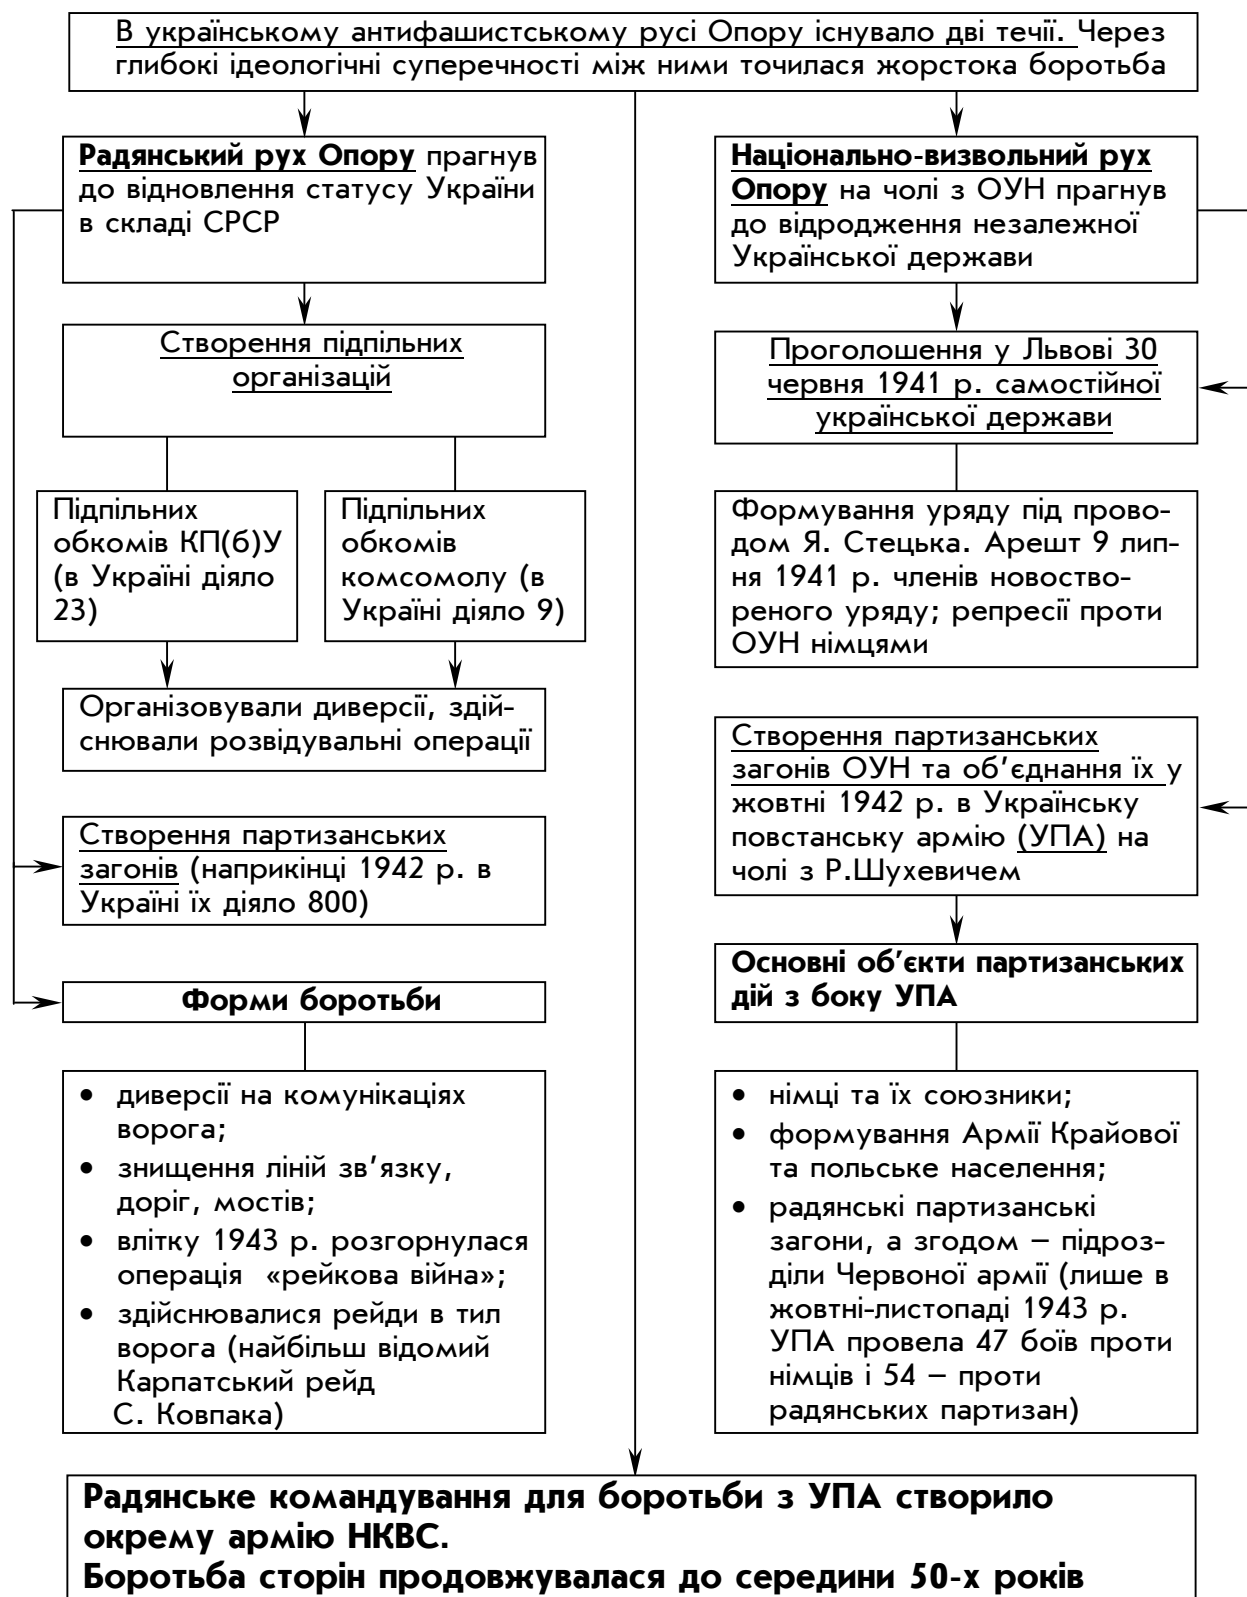 В українському антифашистському русі Опору існувало дві течії. Через
глибокі ідеологічні суперечності між ними точилася жорстока боротьба
Радянський рух Опору прагнув
до відновлення статусу України
в складі СРСР
Створення підпільних
організацій
Підпільних
обкомів КП(б)У
(в Україні діяло
23)
Підпільних
обкомів
комсомолу (в
Україні діяло 9)
Організовували диверсії, здій-
снювали розвідувальні операції
Створення партизанських
загонів (наприкінці 1942 р. в
Україні їх діяло 800)
Форми боротьби
• диверсії на комунікаціях
ворога;
• знищення ліній зв’язку,
доріг, мостів;
• влітку 1943 р. розгорнулася
операція «рейкова війна»;
• здійснювалися рейди в тил
ворога (найбільш відомий
Карпатський рейд
С. Ковпака)
Національно-визвольний рух
Опору на чолі з ОУН прагнув
до відродження незалежної
Української держави
Проголошення у Львові 30
червня 1941 р. самостійної
української держави
Формування уряду під прово-
дом Я. Стецька. Арешт 9 лип-
ня 1941 р. членів новоство-
реного уряду; репресії проти
ОУН німцями
Створення партизанських
загонів ОУН та об’єднання їх у
жовтні 1942 р. в Українську
повстанську армію (УПА) на
чолі з Р.Шухевичем
Основні об’єкти партизанських
дій з боку УПА
• німці та їх союзники;
• формування Армії Крайової
та польське населення;
• радянські партизанські
загони, а згодом – підроз-
діли Червоної армії (лише в
жовтні-листопаді 1943 р.
УПА провела 47 боїв проти
німців і 54 – проти
радянських партизан)
Радянське командування для боротьби з УПА створило
окрему армію НКВС.
Боротьба сторін продовжувалася до середини 50-х років